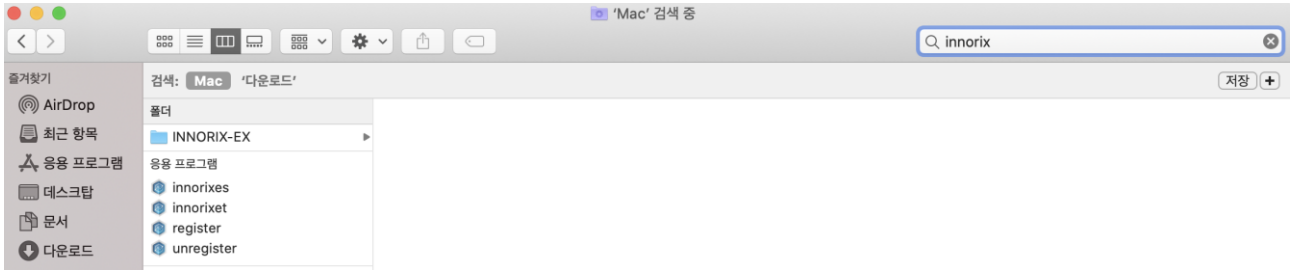 'Mac' 검색 중
innorix
즐겨찾기
검색: Mac '다운로드'
저장 +
AirDrop
폴더
최근 항목
INNORIX-EX
응용 프로그램
응용 프로그램
데스크탑
innorixes
innorixet
문서
register
다운로드
unregister